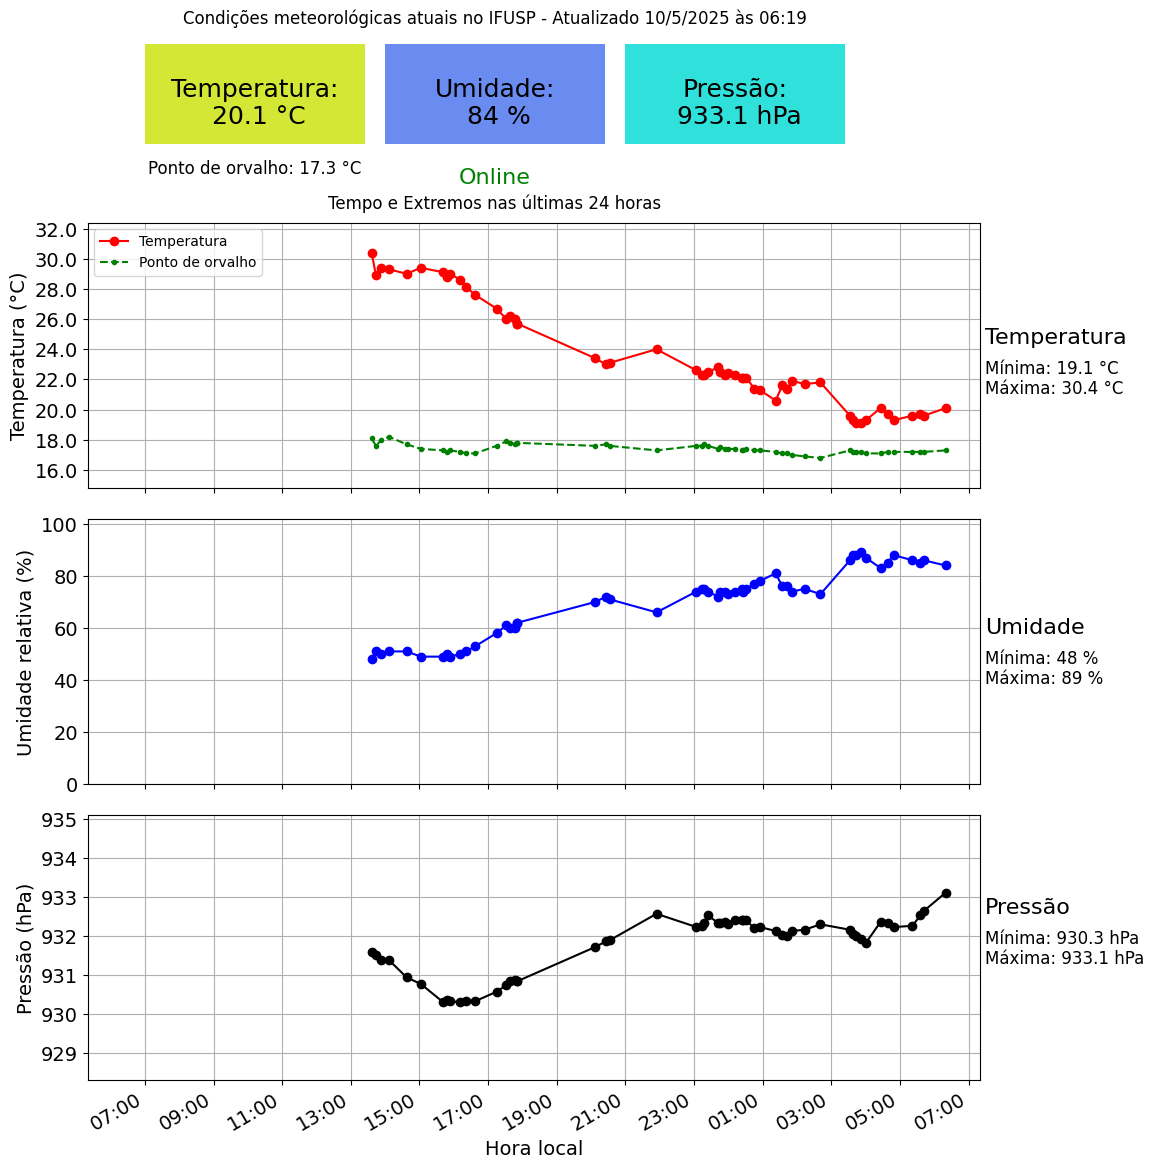 Condições meteorológicas atuais no IFUSP - Atualizado 10/5/2025 às 06:19
Temperatura:
20.1 °C
Umidade:
84 %
Pressão:
933.1 hPa
Ponto de orvalho: 17.3 °C
Online
Tempo e Extremos nas últimas 24 horas
Temperatura (°C)
32.0
30.0
28.0
26.0
24.0
22.0
20.0
18.0
16.0
Temperatura
Ponto de orvalho
Temperatura
Mínima: 19.1 °C
Máxima: 30.4 °C
Umidade relativa (%)
100
80
60
40
20
0
Umidade
Mínima: 48 %
Máxima: 89 %
Pressão (hPa)
935
934
933
932
931
930
929
Pressão
Mínima: 930.3 hPa
Máxima: 933.1 hPa
07:00 09:00 11:00 13:00 15:00 17:00 19:00 21:00 23:00 01:00 03:00 05:00 07:00
Hora local